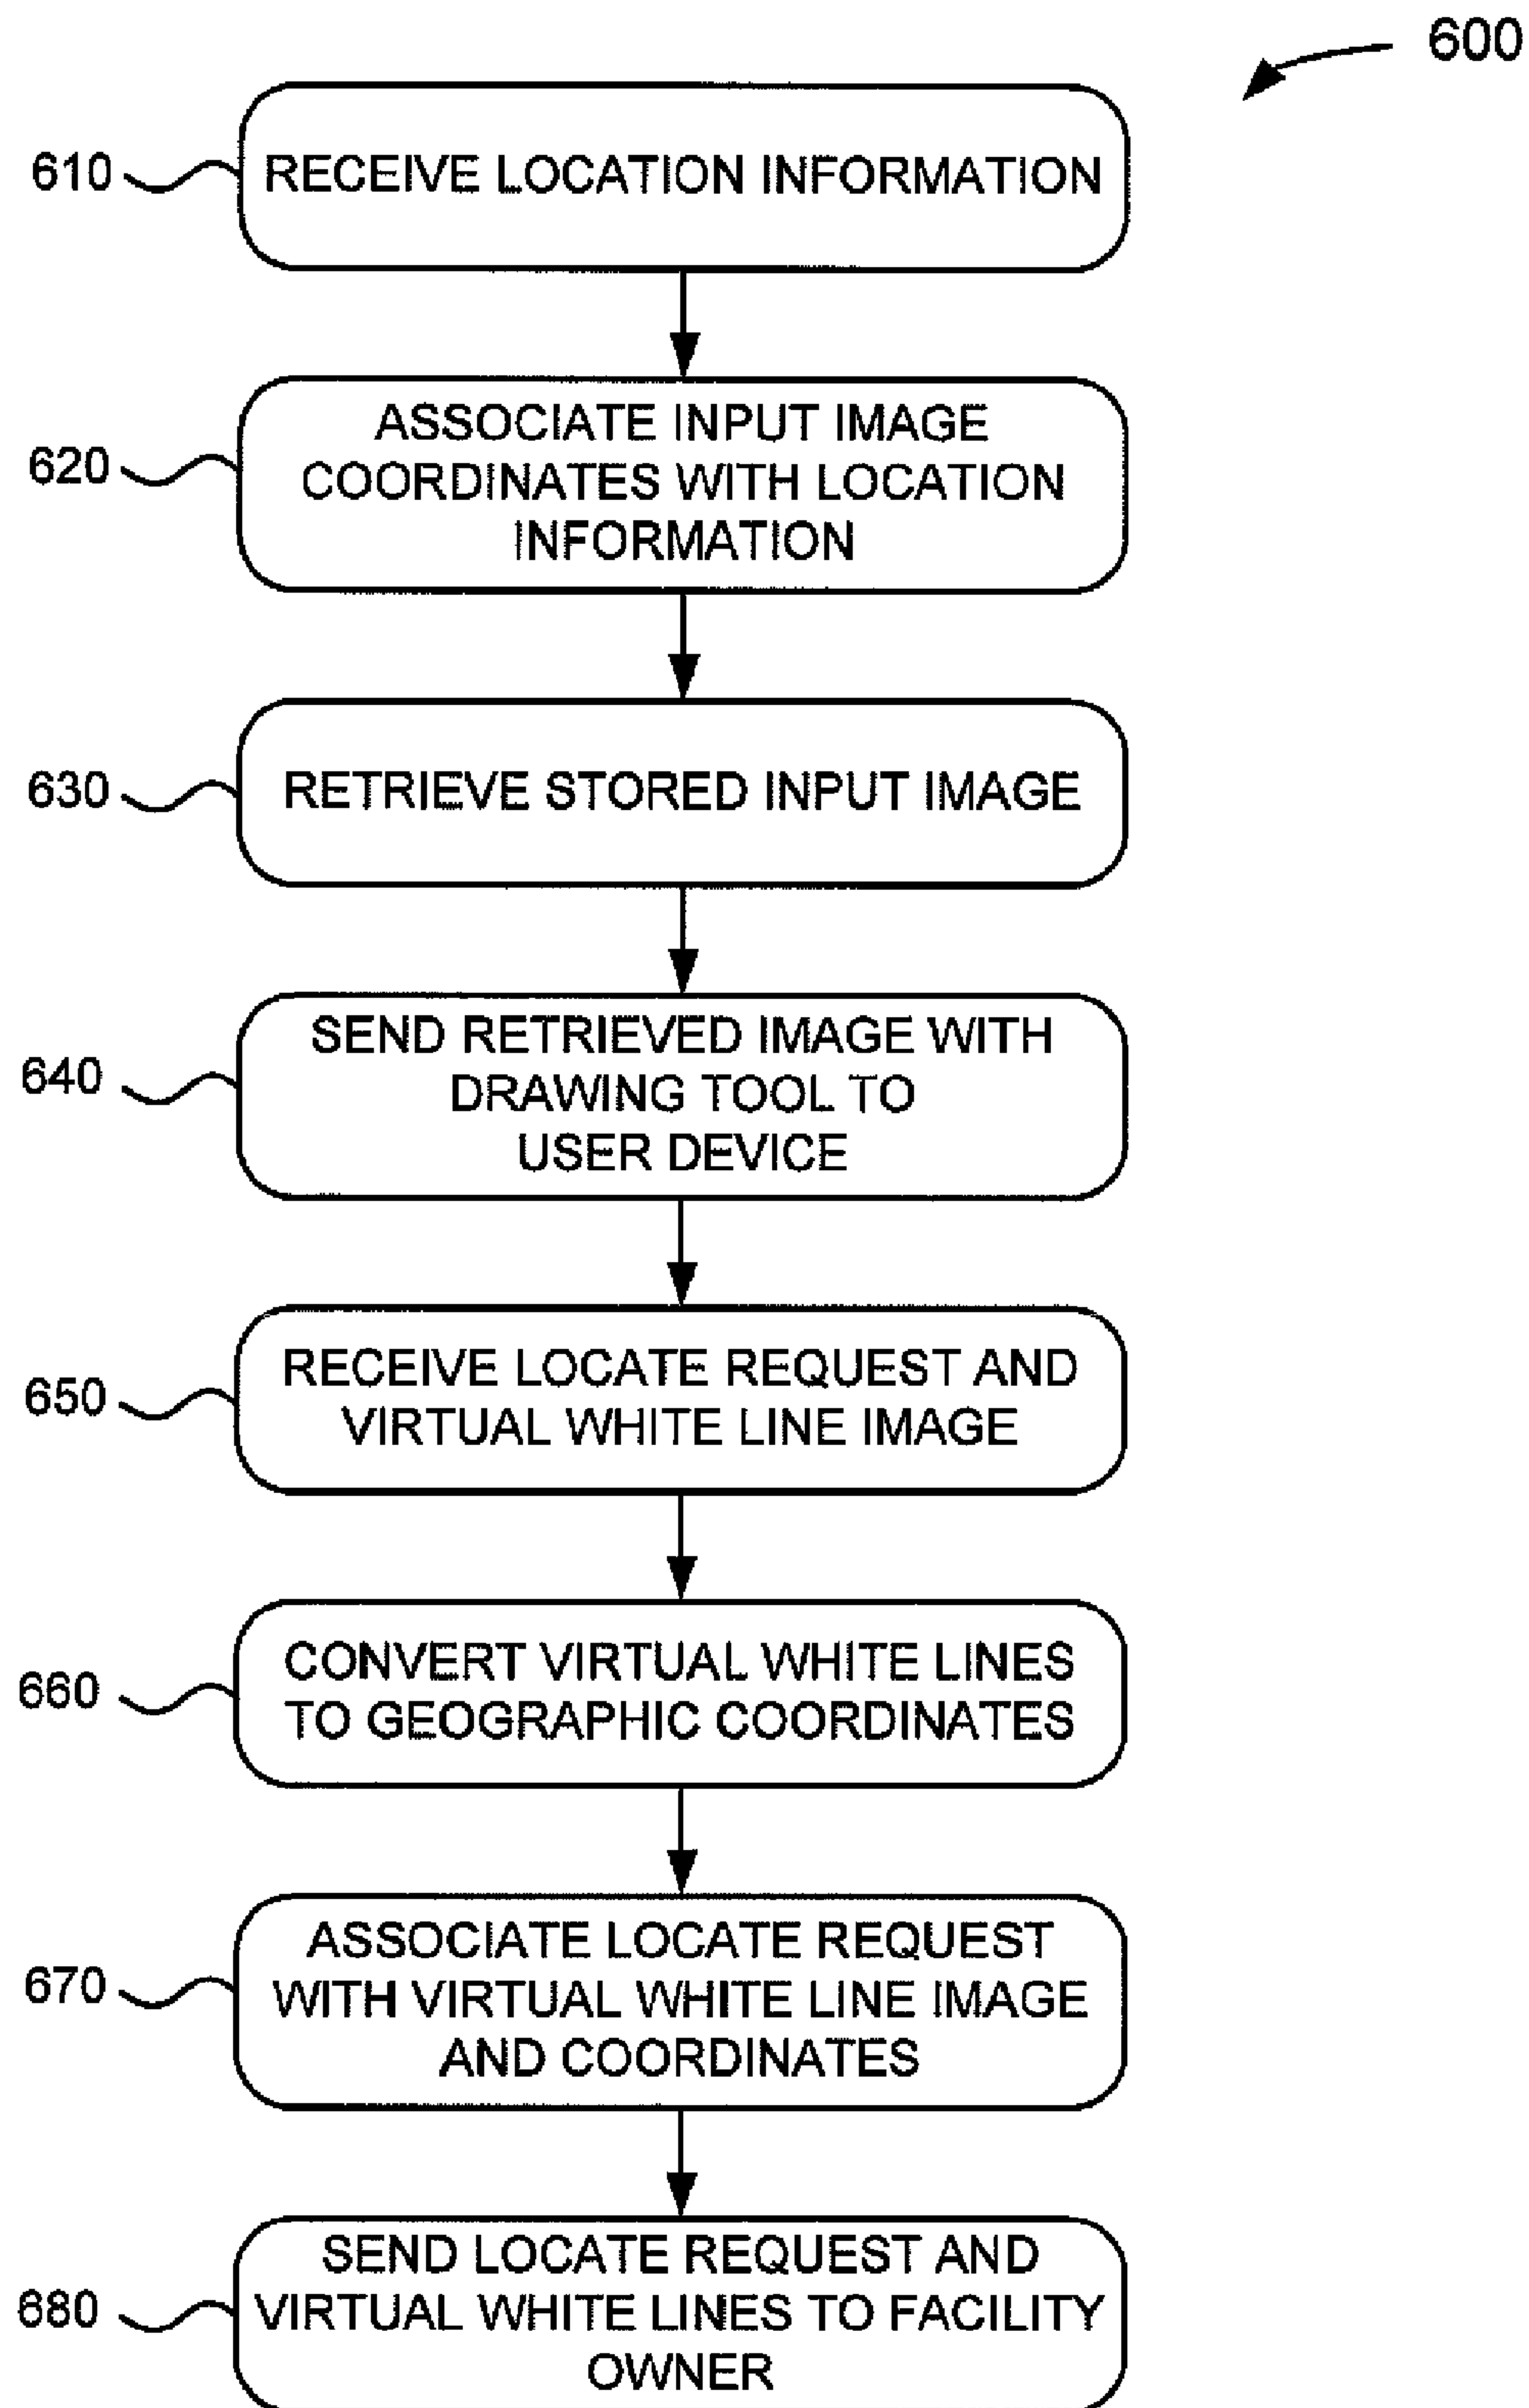 600
610
RECEIVE LOCATION INFORMATION
620
ASSOCIATE INPUT IMAGE
COORDINATES WITH LOCATION
INFORMATION
630
RETRIEVE STORED INPUT IMAGE
640
SEND RETRIEVED IMAGE WITH
DRAWING TOOL TO
USER DEVICE
650
RECEIVE LOCATE REQUEST AND
VIRTUAL WHITE LINE IMAGE
660
CONVERT VIRTUAL WHITE LINES
TO GEOGRAPHIC COORDINATES
670
ASSOCIATE LOCATE REQUEST
WITH VIRTUAL WHITE LINE IMAGE
AND COORDINATES
680
SEND LOCATE REQUEST AND
VIRTUAL WHITE LINES TO FACILITY
OWNER